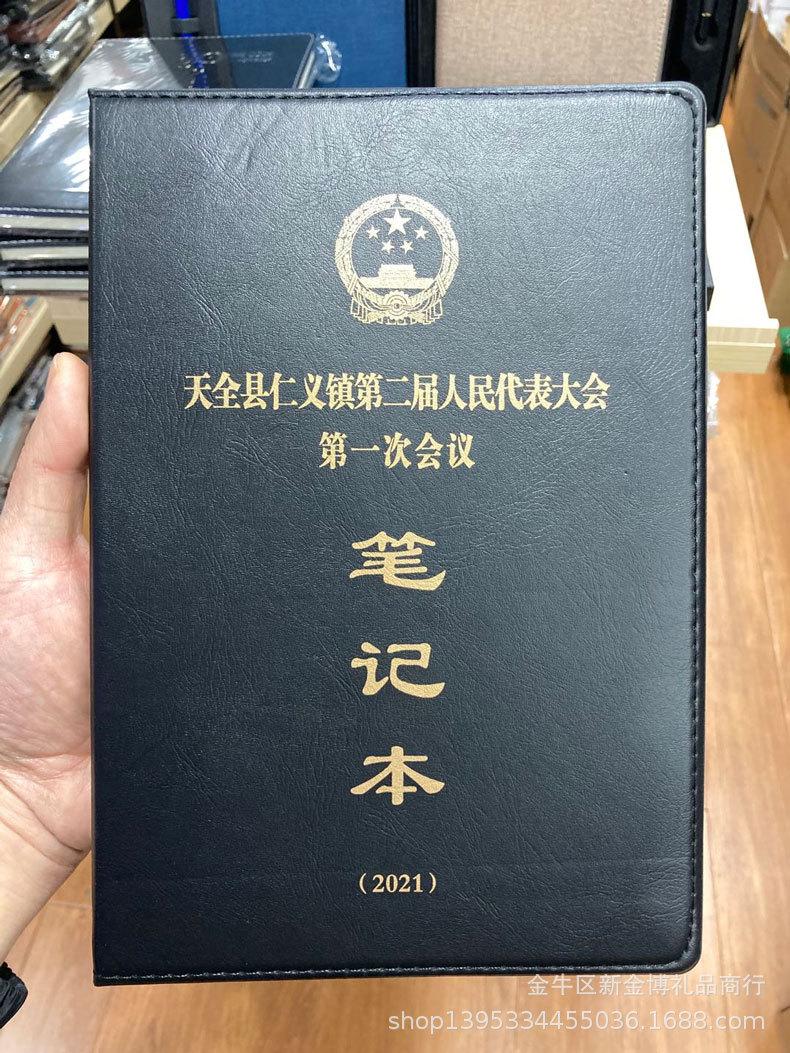 天全县仁义镇第二届人民代表大会
第一次会议
笔
记
本
（2021）
金牛区新金博礼品商行
shop1395334455036.1688.com